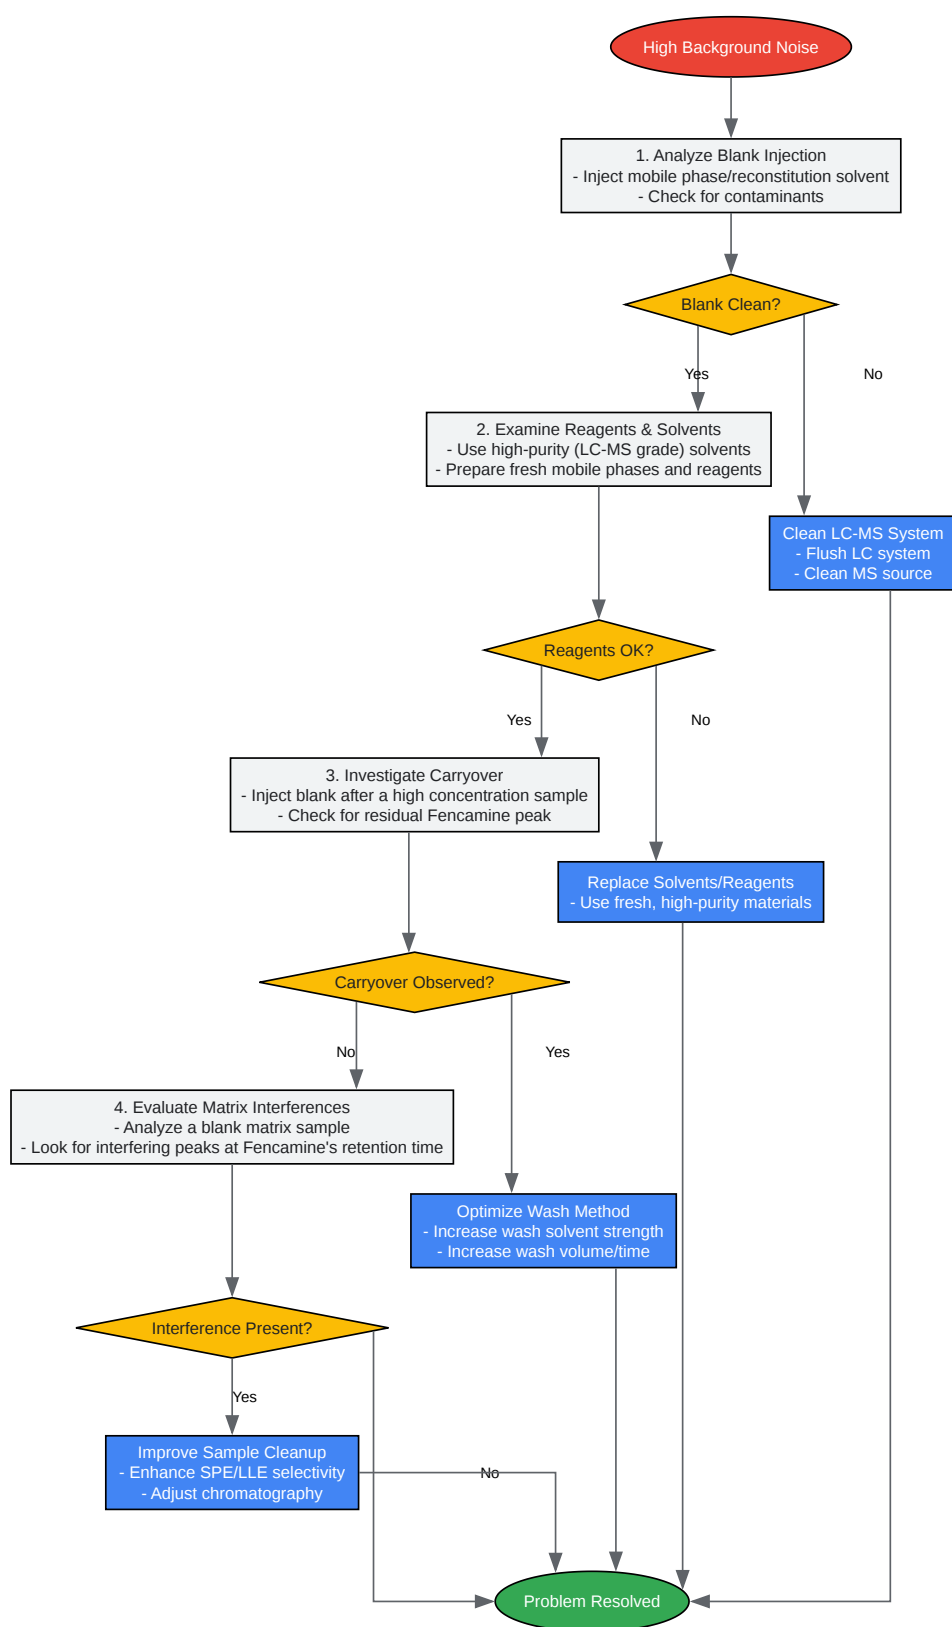 High Background Noise
1. Analyze Blank Injection
- Inject mobile phase/reconstitution solvent
- Check for contaminants
Blank Clean?
Yes
No
2. Examine Reagents & Solvents
- Use high-purity (LC-MS grade) solvents
- Prepare fresh mobile phases and reagents
Clean LC-MS System
- Flush LC system
- Clean MS source
Reagents OK?
Yes
No
3. Investigate Carryover
- Inject blank after a high concentration sample
- Check for residual Fencamine peak
Replace Solvents/Reagents
- Use fresh, high-purity materials
Carryover Observed?
No
Yes
4. Evaluate Matrix Interferences
- Analyze a blank matrix sample
- Look for interfering peaks at Fencamine's retention time
Optimize Wash Method
- Increase wash solvent strength
- Increase wash volume/time
Interference Present?
Yes
Improve Sample Cleanup
- Enhance SPE/LLE selectivity
- Adjust chromatography
No
Problem Resolved